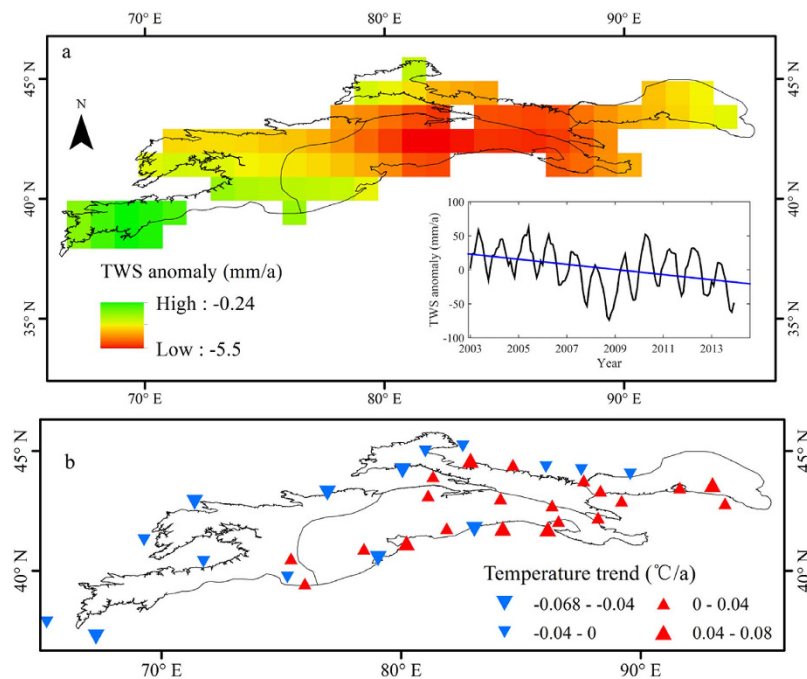 70° E 80° E 90° E
a
45° N 45° N
N
40° N 40° N
35° N 35° N
TWS anomaly (mm/a)
High : -0.24
Low : -5.5
100
50
0
-50
-100
TWS anomaly (mm/a)
2003 2005 2007 2009 2011 2013
Year
70° E 80° E 90° E
b
45° N 45° N
40° N 40° N
Temperature trend (℃/a)
-0.068 - -0.04 0 - 0.04
-0.04 - 0 0.04 - 0.08
70° E 80° E 90° E